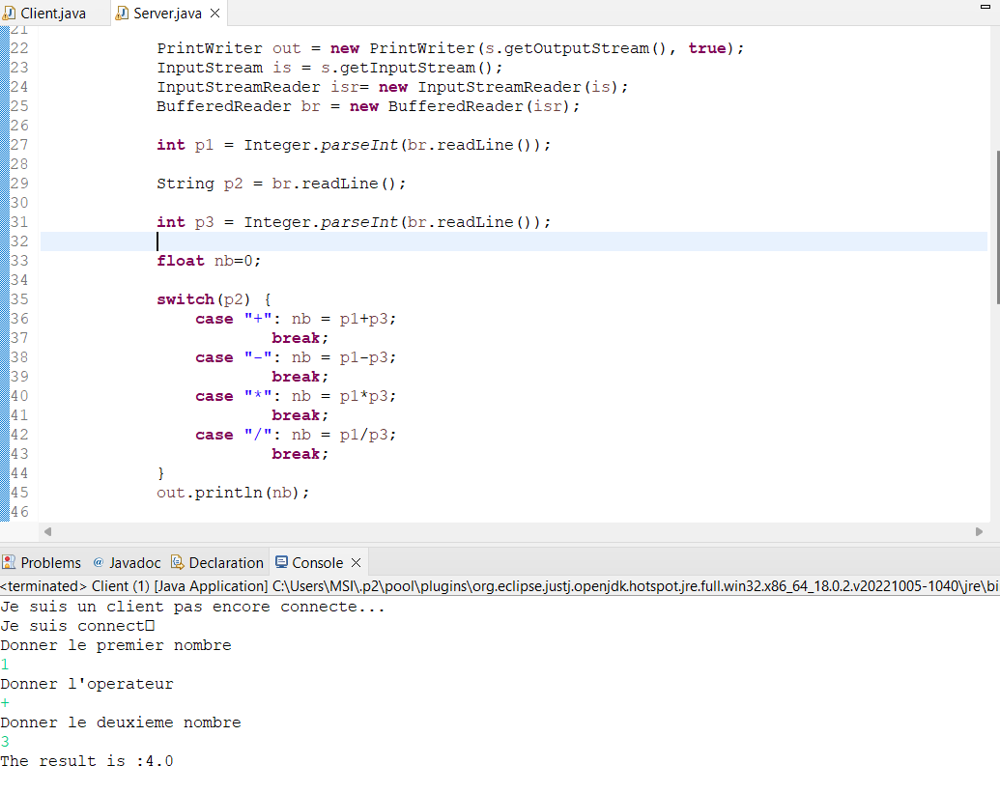 Client.java Server.java
21
22 PrintWriter out = new PrintWriter(s.getOutputStream(), true);
23 InputStream is = s.getInputStream();
24 InputStreamReader isr= new InputStreamReader(is);
25 BufferedReader br = new BufferedReader(isr);
26
27 int p1 = Integer.parseInt(br.readLine());
28
29 String p2 = br.readLine();
30
31 int p3 = Integer.parseInt(br.readLine());
32
33 float nb=0;
34
35 switch(p2) {
36 case "+": nb = p1+p3;
37 break;
38 case "-": nb = p1-p3;
39 break;
40 case "*": nb = p1*p3;
41 break;
42 case "/": nb = p1/p3;
43 break;
44 }
45 out.println(nb);
46
Problems @ Javadoc Declaration Console
<terminated> Client (1) [Java Application] C:\Users\MSI\.p2\pool\plugins\org.eclipse.justj.openjdk.hotspot.jre.full.win32.x86_64_18.0.2.v20221005-1040\jre\bi
Je suis un client pas encore connecte...
Je suis connect□
Donner le premier nombre
1
Donner l'operateur
+
Donner le deuxieme nombre
3
The result is :4.0